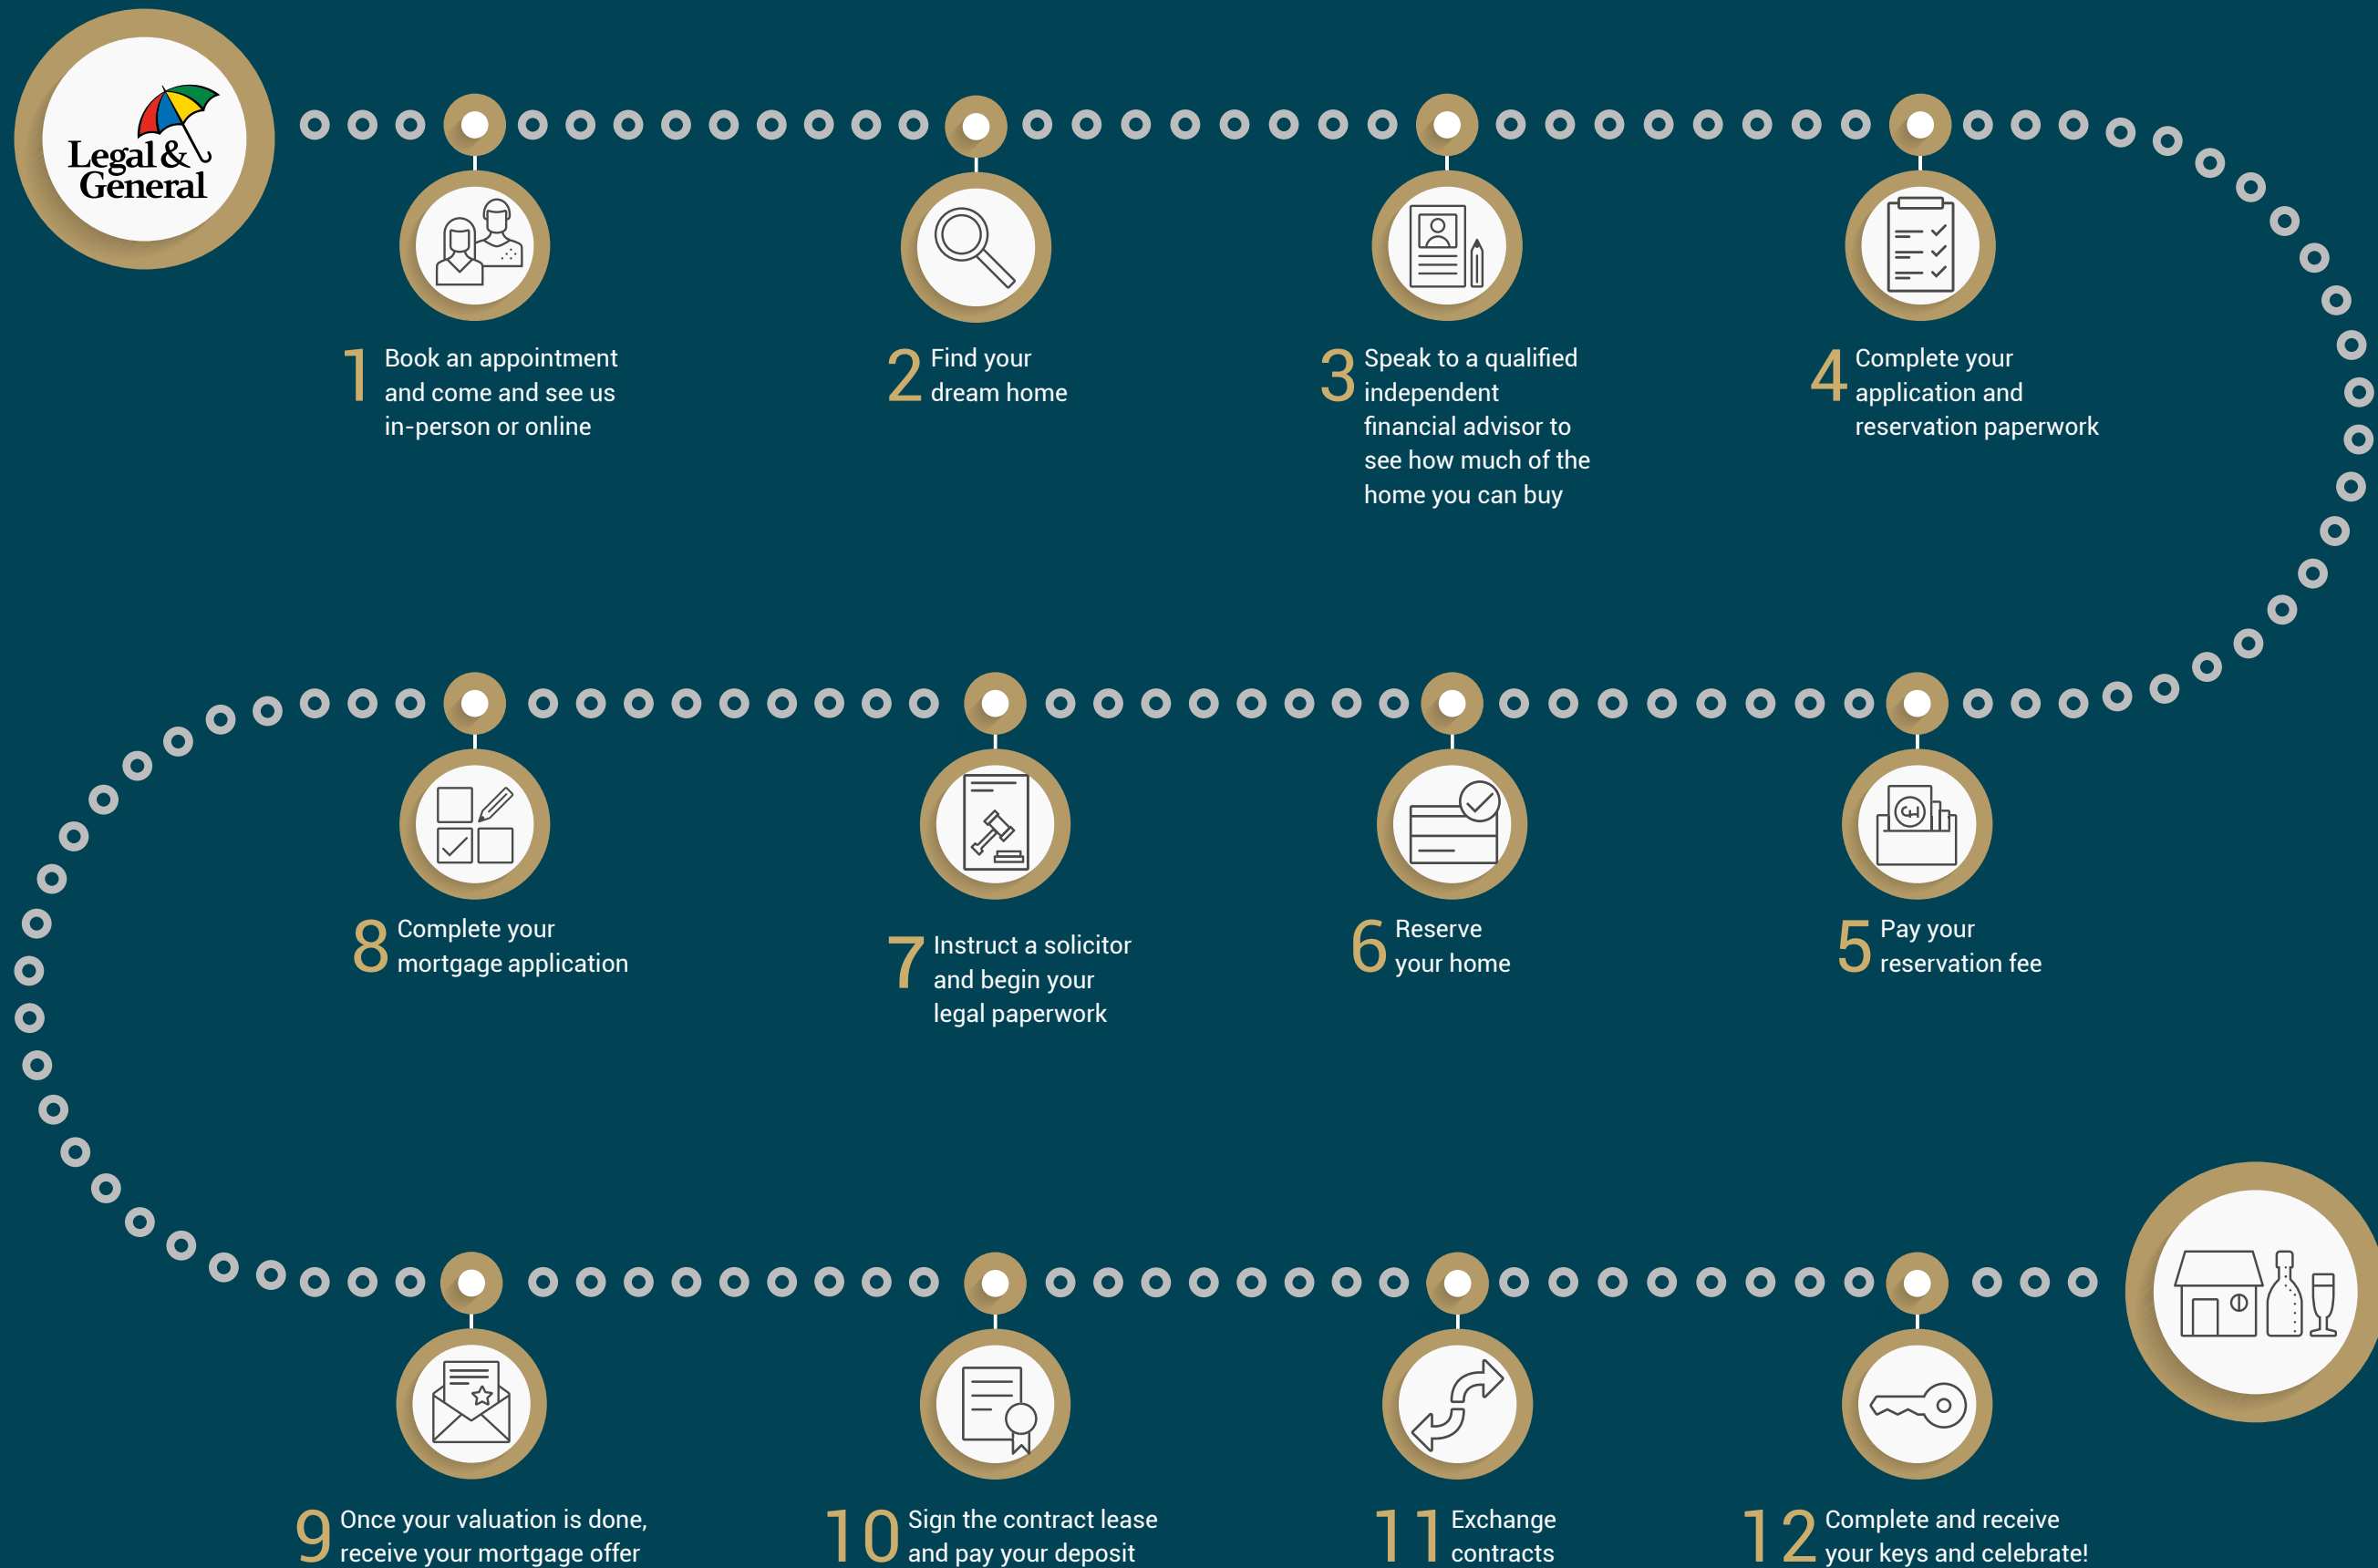 Legal &
General
1 Book an appointment
and come and see us
in-person or online
2 Find your
dream home
3 Speak to a qualified
independent
financial advisor to
see how much of the
home you can buy
4 Complete your
application and
reservation paperwork
5 Pay your
reservation fee
6 Reserve
your home
7 Instruct a solicitor
and begin your
legal paperwork
8 Complete your
mortgage application
9 Once your valuation is done,
receive your mortgage offer
10 Sign the contract lease
and pay your deposit
11 Exchange
contracts
12 Complete and receive
your keys and celebrate!